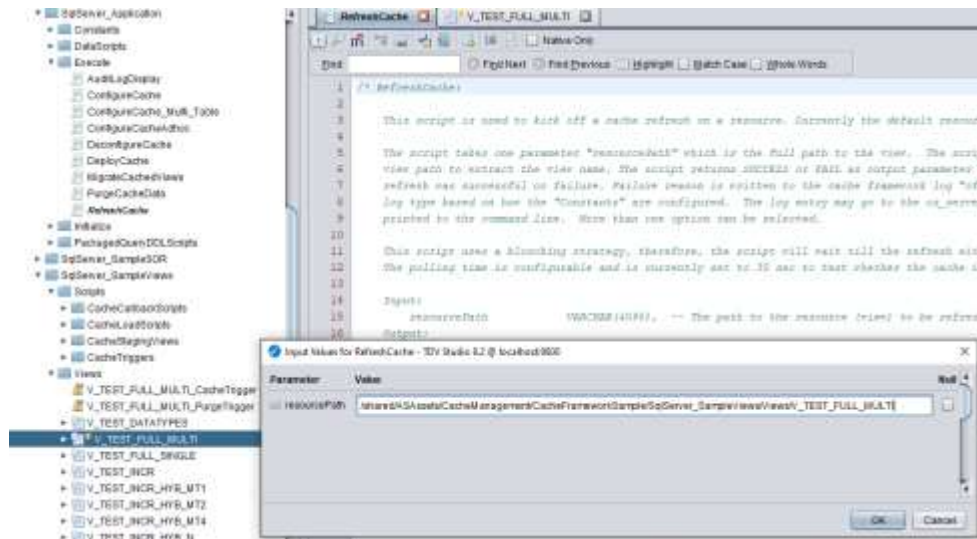 SqlServer_Application
Constants
DataScripts
Execute
AuditLogDisplay
ConfigureCache
ConfigureCache_Multi_Table
ConfigureCacheAdhoc
DeconfigureCache
DeployCache
MigrateCachedViews
PurgeCacheData
RefreshCache
Initialize
PackagedQueryDDLScripts
SqlServer_SampleSOR
SqlServer_SampleViews
Scripts
CacheCallbackScripts
CacheLoadScripts
CacheStagingViews
CacheTriggers
Views
V_TEST_FULL_MULTI_CacheTrigger
V_TEST_FULL_MULTI_PurgeTrigger
V_TEST_DATATYPES
V_TEST_FULL_MULTI
V_TEST_FULL_SINGLE
V_TEST_INCR
V_TEST_INCR_HYB_MT1
V_TEST_INCR_HYB_MT2
V_TEST_INCR_HYB_MT4
V_TEST_INCR_HYB_N
RefreshCache V_TEST_FULL_MULTI
Native Only
Find: Find Next Find Previous Highlight Match Case Whole Words
1 /* RefreshCache:
2
3 This script is used to kick off a cache refresh on a resource. Currently the default
4
5 The script takes one parameter "resourcePath" which is the full path to the view. The
6 view path to extract the view name. The script returns SUCCESS or FAIL as output parameter
7 refresh was successful or failure. Failure reason is written to the cache framework log
8 log type based on how the "Constants" are configured. The log entry may go to the
9 printed to the command line. More than one option can be selected.
10
11 This script uses a blocking strategy, therefore, the script will wait till the refresh
12 The polling time is configurable and is currently set to 30 sec to test whether the cache
13
14 Input:
15 resourcePath VARCHAR(4096), -- The path to the resource (view) to be
16 Output:
Input Values for RefreshCache - TDV Studio 8.2 @ localhost:9800
Parameter Value Null
resourcePath /shared/ASAssets/CacheManagement/CacheFrameworkSample/SqlServer_SampleViews/Views/V_TEST_FULL_MULTI
OK Cancel